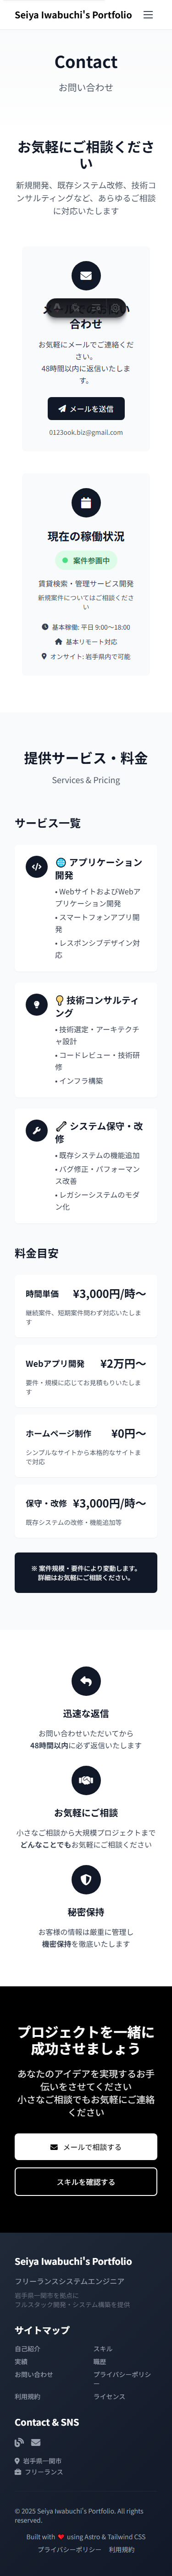 Seiya Iwabuchi's Portfolio
Contact
お問い合わせ
お気軽にご相談くださ
い
新規開発、既存システム改修、技術コ
ンサルティングなど、あらゆるご相談
に対応いたします
合わせ
お気軽にメールでご連絡くだ
さい。
48時間以内に返信いたしま
す。
メールを送信
0123ook.biz@gmail.com
現在の稼働状況
案件参画中
賃貸検索・管理サービス開発
新規案件についてはご相談くださ
い
基本稼働: 平日 9:00〜18:00
基本リモート対応
オンサイト: 岩手県内で可能
提供サービス・料金
Services & Pricing
サービス一覧
アプリケーション
開発
• WebサイトおよびWebア
プリケーション開発
• スマートフォンアプリ開
発
• レスポンシブデザイン対
応
技術コンサルティ
ング
• 技術選定・アーキテクチ
ャ設計
• コードレビュー・技術研
修
• インフラ構築
システム保守・改
修
• 既存システムの機能追加
• バグ修正・パフォーマン
ス改善
• レガシーシステムのモダ
ン化
料金目安
時間単価 ¥3,000円/時〜
継続案件、短期案件問わず対応いたしま
す
Webアプリ開発 ¥2万円〜
要件・規模に応じてお見積もりいたしま
す
ホームページ制作 ¥0円〜
シンプルなサイトから本格的なサイトま
で対応
保守・改修 ¥3,000円/時〜
既存システムの改修・機能追加等
※ 案件規模・要件により変動します。
詳細はお気軽にご相談ください。
迅速な返信
お問い合わせいただいてから
48時間以内に必ず返信いたします
お気軽にご相談
小さなご相談から大規模プロジェクトまで
どんなことでもお気軽にご相談ください
秘密保持
お客様の情報は厳重に管理し
機密保持を徹底いたします
プロジェクトを一緒に
成功させましょう
あなたのアイデアを実現するお手
伝いをさせてください
小さなご相談でもお気軽にご連絡
ください
メールで相談する
スキルを確認する
Seiya Iwabuchi's Portfolio
フリーランスシステムエンジニア
岩手県一関市を拠点に
フルスタック開発・システム構築を提供
サイトマップ
自己紹介 スキル
実績 職歴
お問い合わせ プライバシーポリシ
ー
利用規約 ライセンス
Contact & SNS
岩手県一関市
フリーランス
© 2025 Seiya Iwabuchi's Portfolio. All rights
reserved.
Built with ❤ using Astro & Tailwind CSS
プライバシーポリシー 利用規約